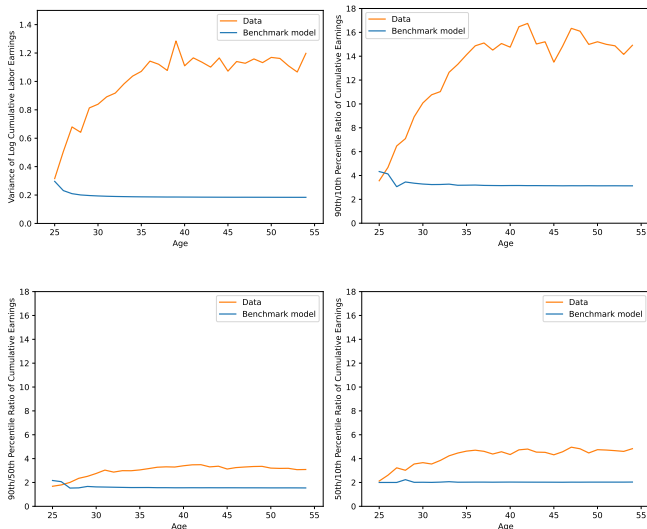 Variance of Log Cumulative Labor Earnings
1.4
1.2
1.0
0.8
0.6
0.4
0.2
0.0
Data
Benchmark model
25 30 35 40 45 50 55
Age
90th/10th Percentile Ratio of Cumulative Earnings
18
16
14
12
10
8
6
4
2
0
Data
Benchmark model
25 30 35 40 45 50 55
Age
90th/50th Percentile Ratio of Cumulative Earnings
18
16
14
12
10
8
6
4
2
0
Data
Benchmark model
25 30 35 40 45 50 55
Age
50th/10th Percentile Ratio of Cumulative Earnings
18
16
14
12
10
8
6
4
2
0
Data
Benchmark model
25 30 35 40 45 50 55
Age